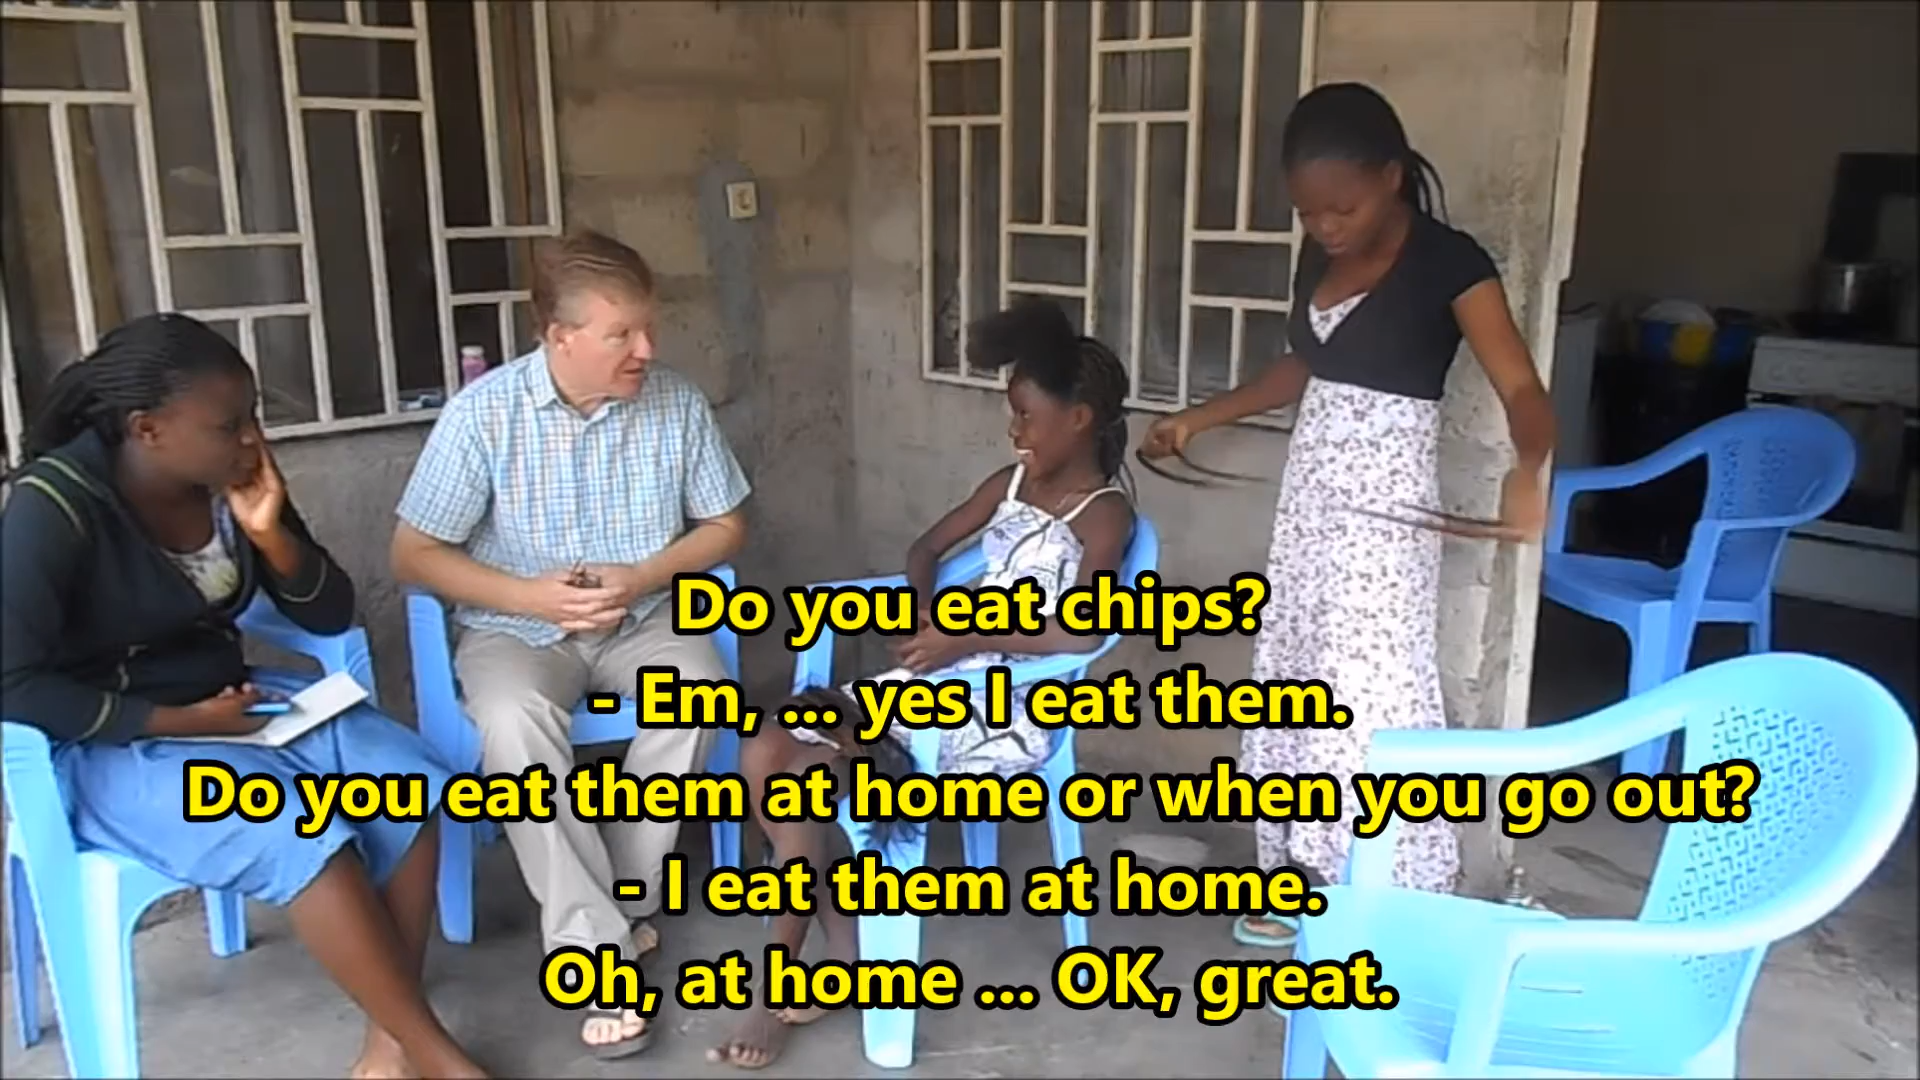 Do you eat chips?
- Em, ... yes I eat them.
Do you eat them at home or when you go out?
- I eat them at home.
Oh, at home ... OK, great.